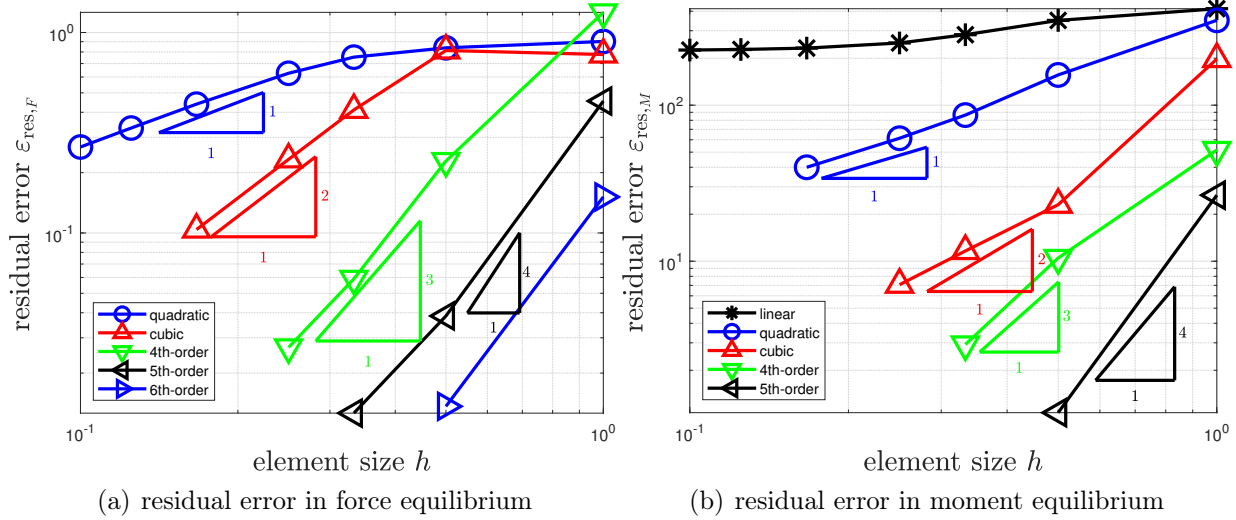 residual error ε_res,F
10^0
10^-1
1
1
2
1
3
1
4
1
quadratic
cubic
4th-order
5th-order
6th-order
10^-1
10^0
element size h
(a) residual error in force equilibrium
residual error ε_res,M
10^2
10^1
1
1
2
1
3
1
4
1
linear
quadratic
cubic
4th-order
5th-order
10^-1
10^0
element size h
(b) residual error in moment equilibrium